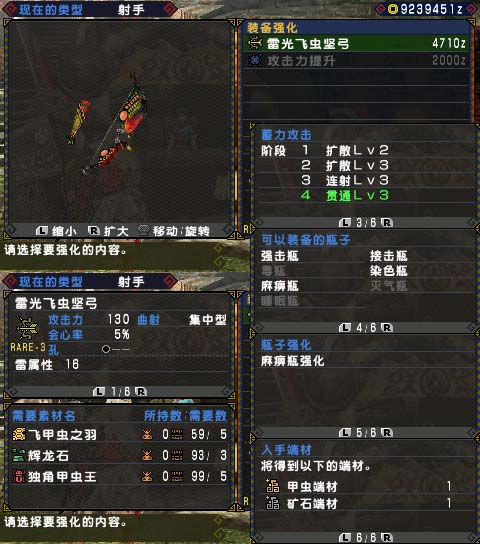 现在的类型 射手
9239451z
装备强化
雷光飞虫坚弓 4710z
攻击力提升 2000z
L 缩小 R 扩大 移动/旋转
请选择要强化的内容。
蓄力攻击
阶段 1 扩散Lv2
2 扩散Lv3
3 连射Lv3
4 贯通Lv3
L 3/6 R
可以装备的瓶子
强击瓶 接击瓶
毒瓶 染色瓶
麻痹瓶 灭气瓶
睡眠瓶
L 4/6 R
现在的类型 射手
雷光飞虫坚弓
攻击力 130 曲射 集中型
会心率 5%
RARE-3 孔 ●――
雷属性 16
L 1/6 R
需要素材名 所持数/需要数
飞甲虫之羽 0 59/ 5
辉龙石 0 93/ 3
独角甲虫王 0 99/ 5
请选择要强化的内容。
瓶子强化
麻痹瓶强化
L 5/6 R
入手端材
将得到以下的端材。
甲虫端材 1
矿石端材 1
L 6/6 R